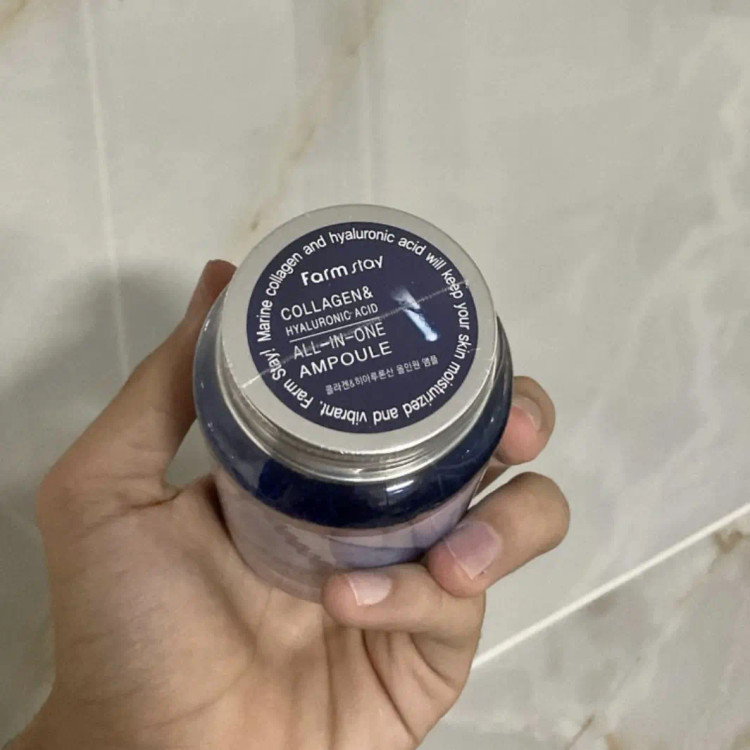 Farm Stay! Marine collagen and hyaluronic acid will keep your skin moisturized and vibrant.
Farm stay
COLLAGEN&
HYALURONIC ACID
ALL-IN-ONE
AMPOULE
콜라겐&히아루론산 올인원 앰플